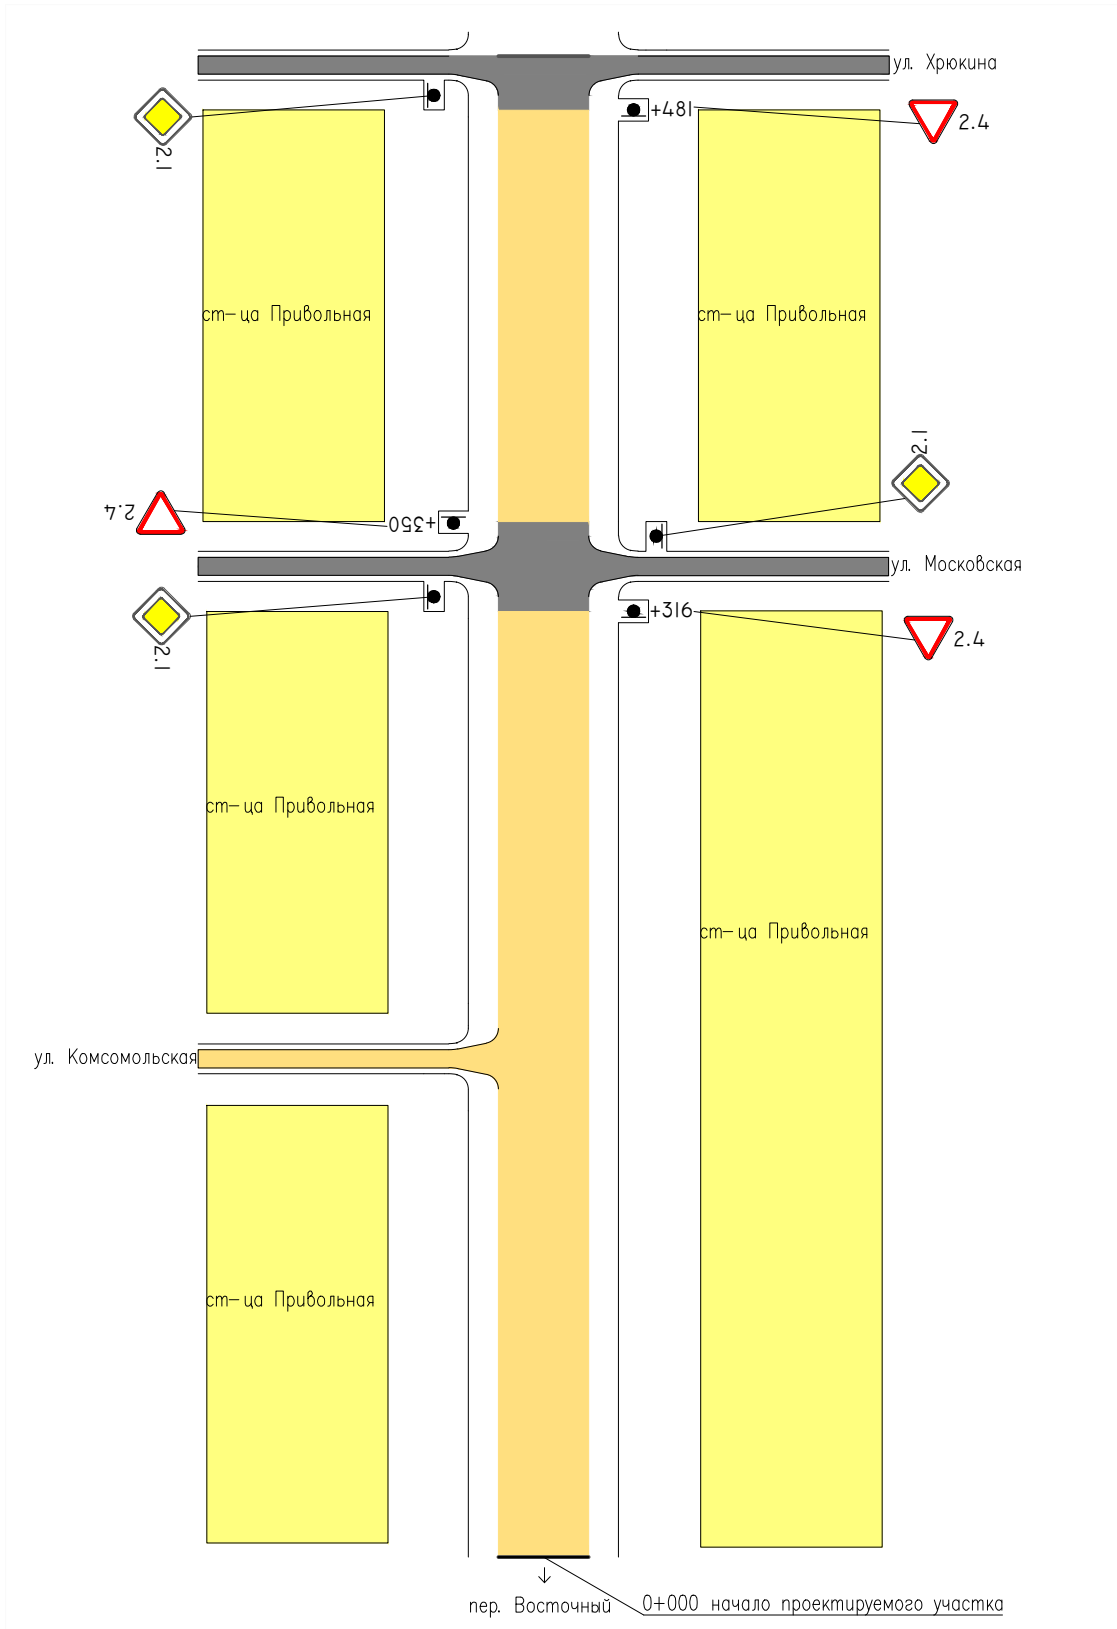 ул. Хрюкина
2.1
+481
2.4
ст-ца Привольная
ст-ца Привольная
2.1
2.4
+350
ул. Московская
2.1
+316
2.4
ст-ца Привольная
ст-ца Привольная
ул. Комсомольская
ст-ца Привольная
пер. Восточный
0+000 начало проектируемого участка